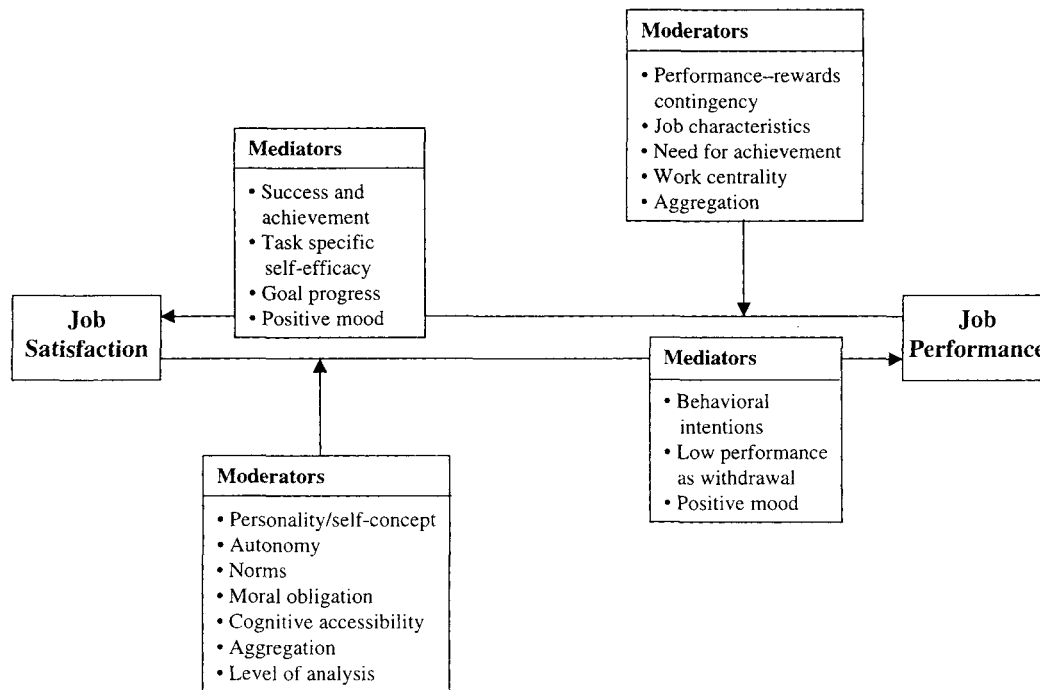 Moderators
• Performance–rewards
contingency
• Job characteristics
• Need for achievement
• Work centrality
• Aggregation
Mediators
• Success and
achievement
• Task specific
self-efficacy
• Goal progress
• Positive mood
Job
Satisfaction
Job
Performance
Mediators
• Behavioral
intentions
• Low performance
as withdrawal
• Positive mood
Moderators
• Personality/self-concept
• Autonomy
• Norms
• Moral obligation
• Cognitive accessibility
• Aggregation
• Level of analysis